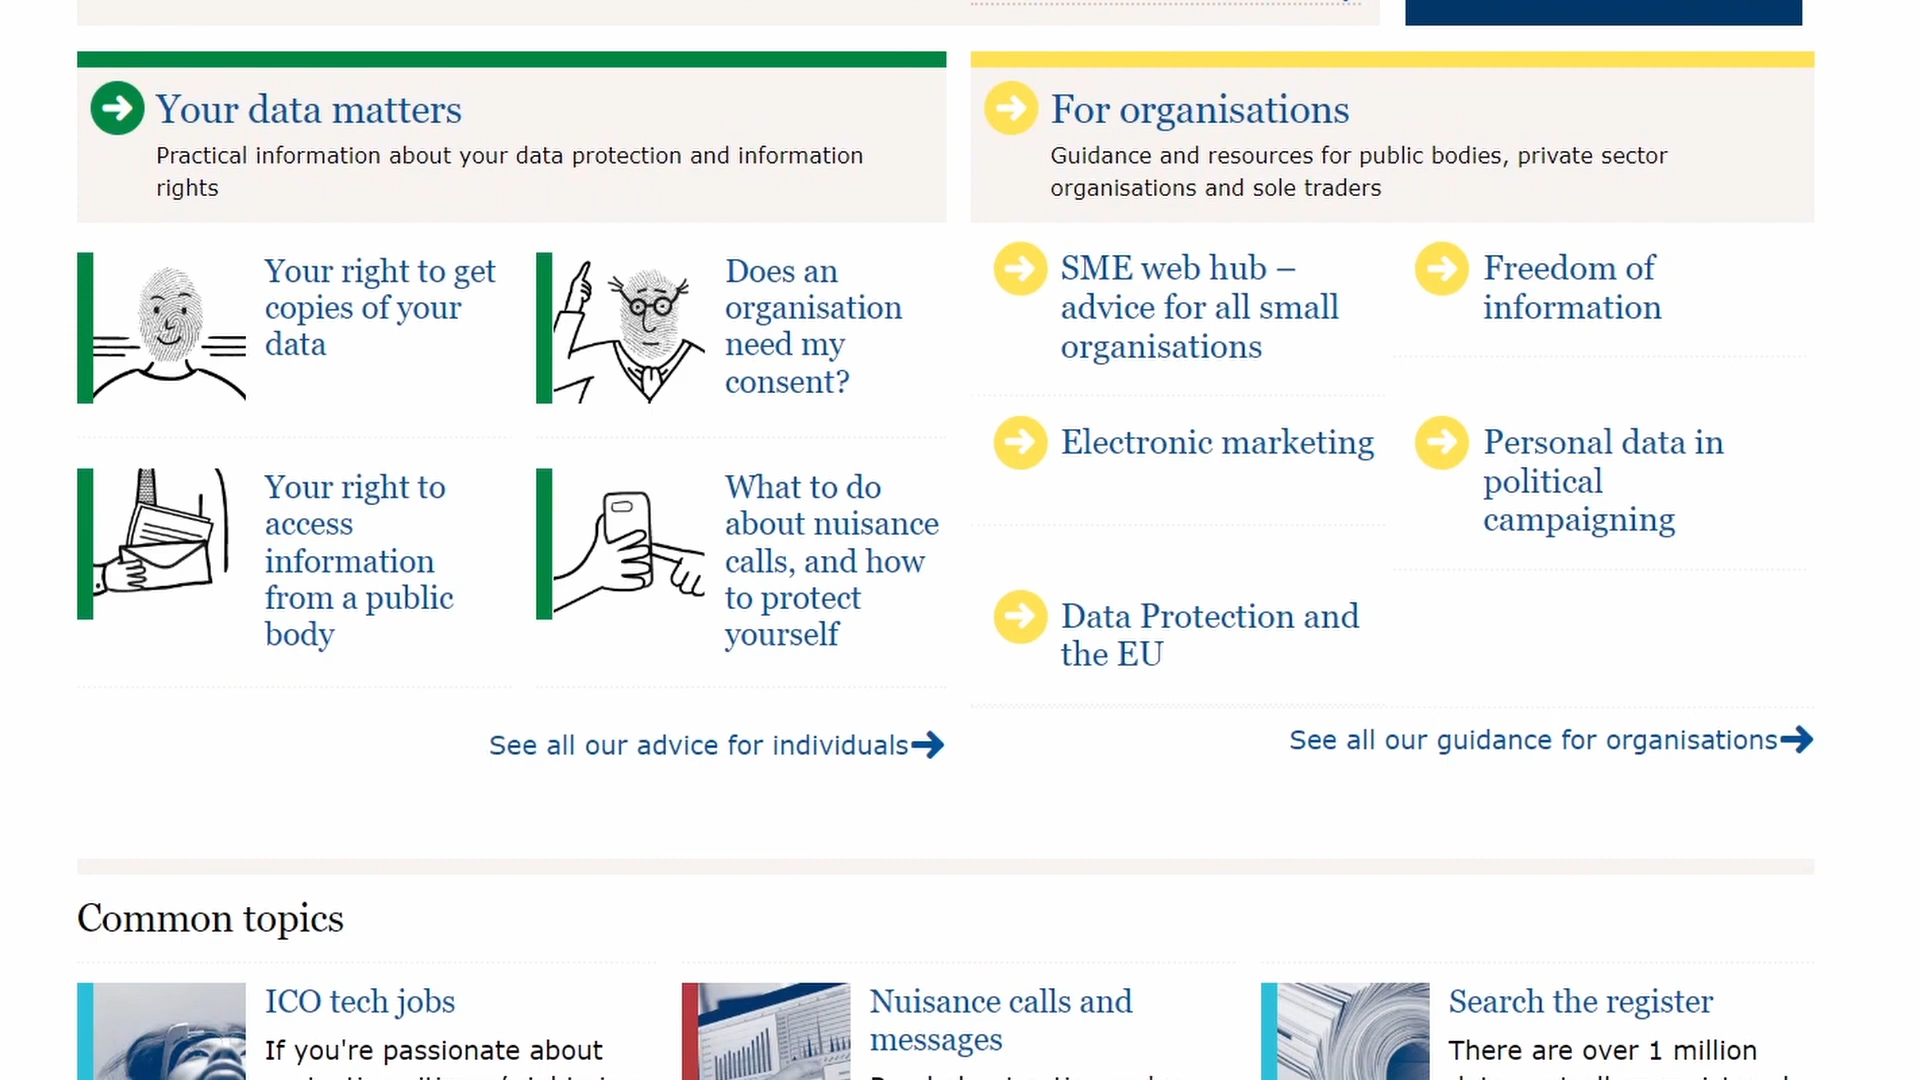 Your data matters
Practical information about your data protection and information
rights
Your right to get
copies of your
data
Does an
organisation
need my
consent?
Your right to
access
information
from a public
body
What to do
about nuisance
calls, and how
to protect
yourself
See all our advice for individuals
For organisations
Guidance and resources for public bodies, private sector
organisations and sole traders
SME web hub –
advice for all small
organisations
Freedom of
information
Electronic marketing
Personal data in
political
campaigning
Data Protection and
the EU
See all our guidance for organisations
Common topics
ICO tech jobs
If you're passionate about
Nuisance calls and
messages
Search the register
There are over 1 million